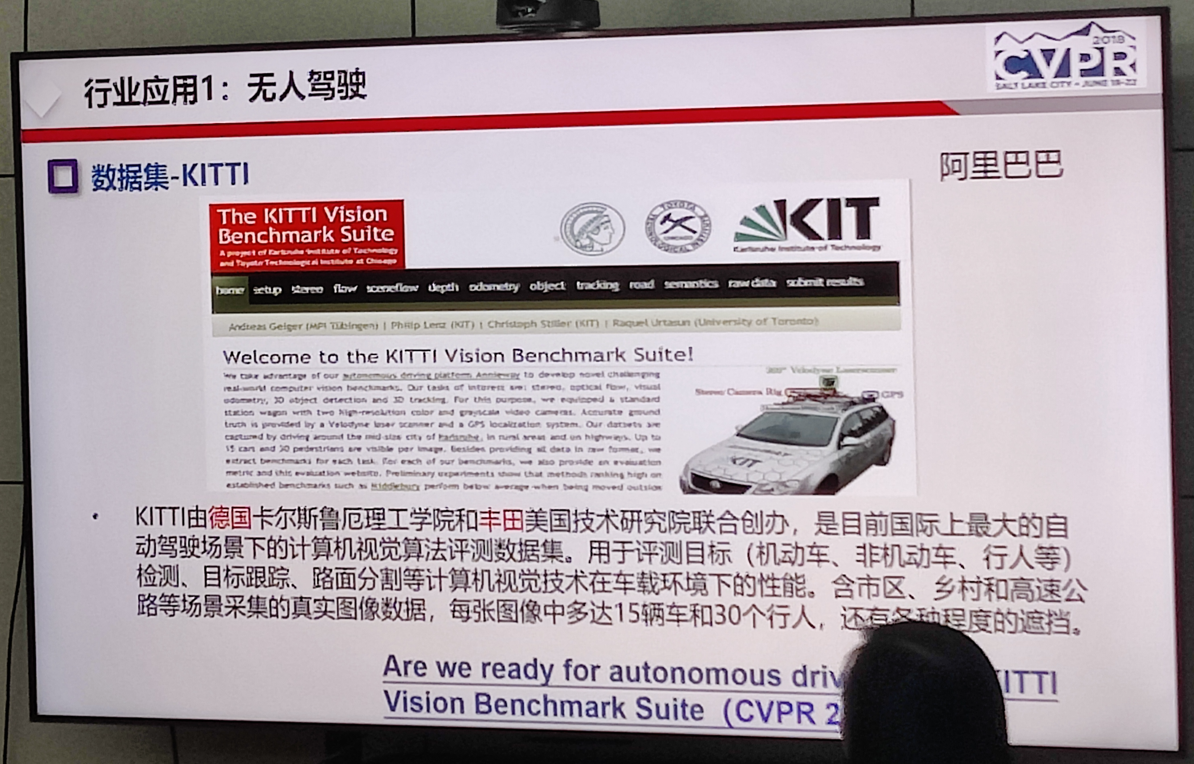 行业应用1：无人驾驶
2018
CVPR
SALT LAKE CITY • JUNE 18-22
数据集-KITTI
阿里巴巴
The KITTI Vision
Benchmark Suite
A project of Karlsruhe Institute of Technology
and Toyota Technological Institute at Chicago
KIT
Karlsruhe Institute of Technology
home setup stereo flow sceneflow depth odometry object tracking road semantics raw data submit results
Andreas Geiger (MPI Tübingen) | Philip Lenz (KIT) | Christoph Stiller (KIT) | Raquel Urtasun (University of Toronto)
Welcome to the KITTI Vision Benchmark Suite!
We take advantage of our autonomous driving platform Annieway to develop novel challenging
real-world computer vision benchmarks. Our tasks of interest are: stereo, optical flow, visual
odometry, 3D object detection and 3D tracking. For this purpose, we equipped a standard
station wagon with two high-resolution color and grayscale video cameras. Accurate ground
truth is provided by a Velodyne laser scanner and a GPS localization system. Our datsets are
captured by driving around the mid-size city of Karlsruhe, in rural areas and on highways. Up to
15 cars and 30 pedestrians are visible per image. Besides providing all data in raw format, we
extract benchmarks for each task. For each of our benchmarks, we also provide an evaluation
metric and this evaluation website. Preliminary experiments show that methods ranking high on
established benchmarks such as Middlebury perform below average when being moved outside
360° Velodyne Laserscanner
Stereo Camera Rig
GPS
KIT
• KITTI由德国卡尔斯鲁厄理工学院和丰田美国技术研究院联合创办，是目前国际上最大的自
动驾驶场景下的计算机视觉算法评测数据集。用于评测目标（机动车、非机动车、行人等）
检测、目标跟踪、路面分割等计算机视觉技术在车载环境下的性能。含市区、乡村和高速公
路等场景采集的真实图像数据，每张图像中多达15辆车和30个行人，还有各种程度的遮挡。
Are we ready for autonomous driv ITTI
Vision Benchmark Suite (CVPR 2